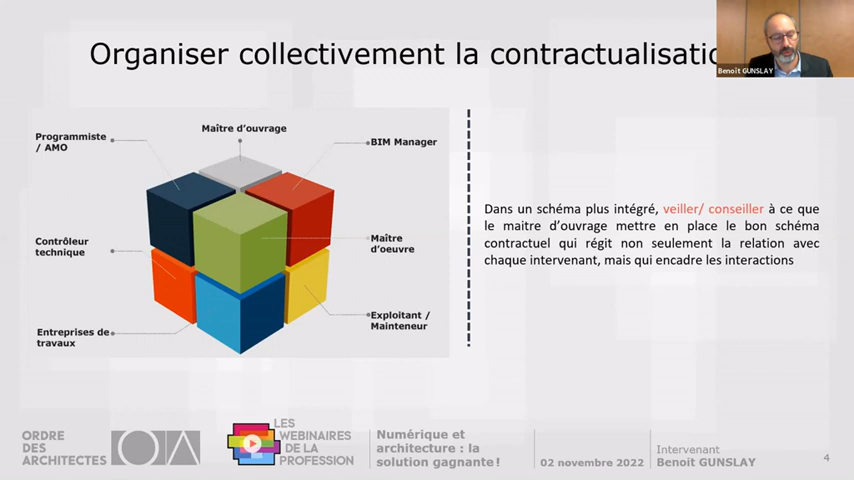 Organiser collectivement la
Benoît GUNSLAY
Maître d'ouvrage
Programmiste
/ AMO
BIM Manager
Contrôleur
technique
Maître
d'oeuvre
Exploitant /
Mainteneur
Entreprises de
travaux
Dans un schéma plus intégré, veiller/ conseiller à ce que
le maitre d'ouvrage mettre en place le bon schéma
contractuel qui régit non seulement la relation avec
chaque intervenant, mais qui encadre les interactions
ORDRE
DES
ARCHITECTES
LES
WEBINAIRES
DE LA
PROFESSION
Numérique et
architecture : la
solution gagnante !
02 novembre 2022
Intervenant
Benoit GUNSLAY
4